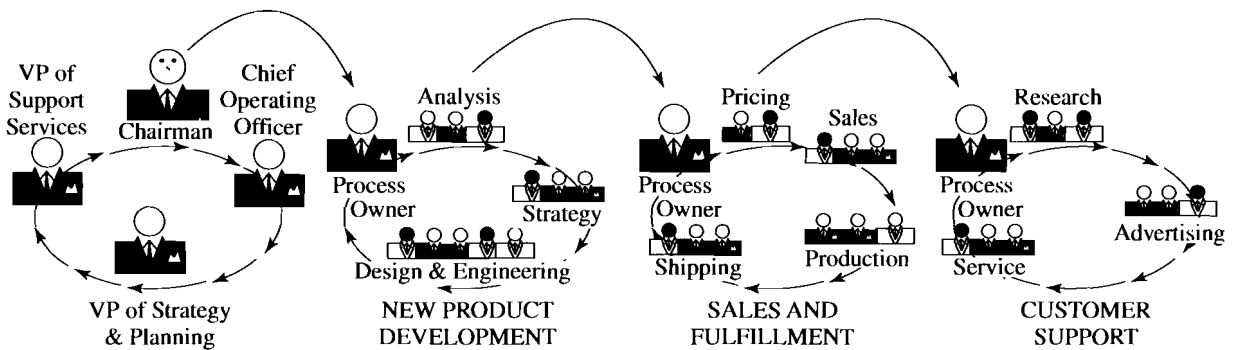 VP of
Support
Services
Chairman
Chief
Operating
Officer
VP of Strategy
& Planning
Process
Owner
Analysis
Strategy
Design & Engineering
NEW PRODUCT
DEVELOPMENT
Process
Owner
Pricing
Sales
Production
Shipping
SALES AND
FULFILLMENT
Process
Owner
Research
Advertising
Service
CUSTOMER
SUPPORT